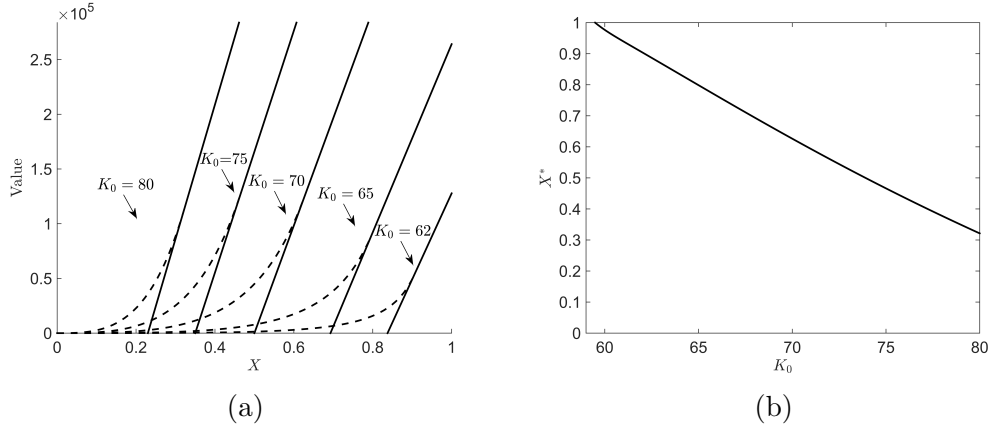 ×10⁵
2.5
2
1.5
1
0.5
0
Value
K₀ = 80
K₀=75
K₀ = 70
K₀ = 65
K₀ = 62
0 0.2 0.4 0.6 0.8 1
X
(a)
1
0.9
0.8
0.7
0.6
0.5
0.4
0.3
0.2
0.1
0
X*
60 65 70 75 80
K₀
(b)